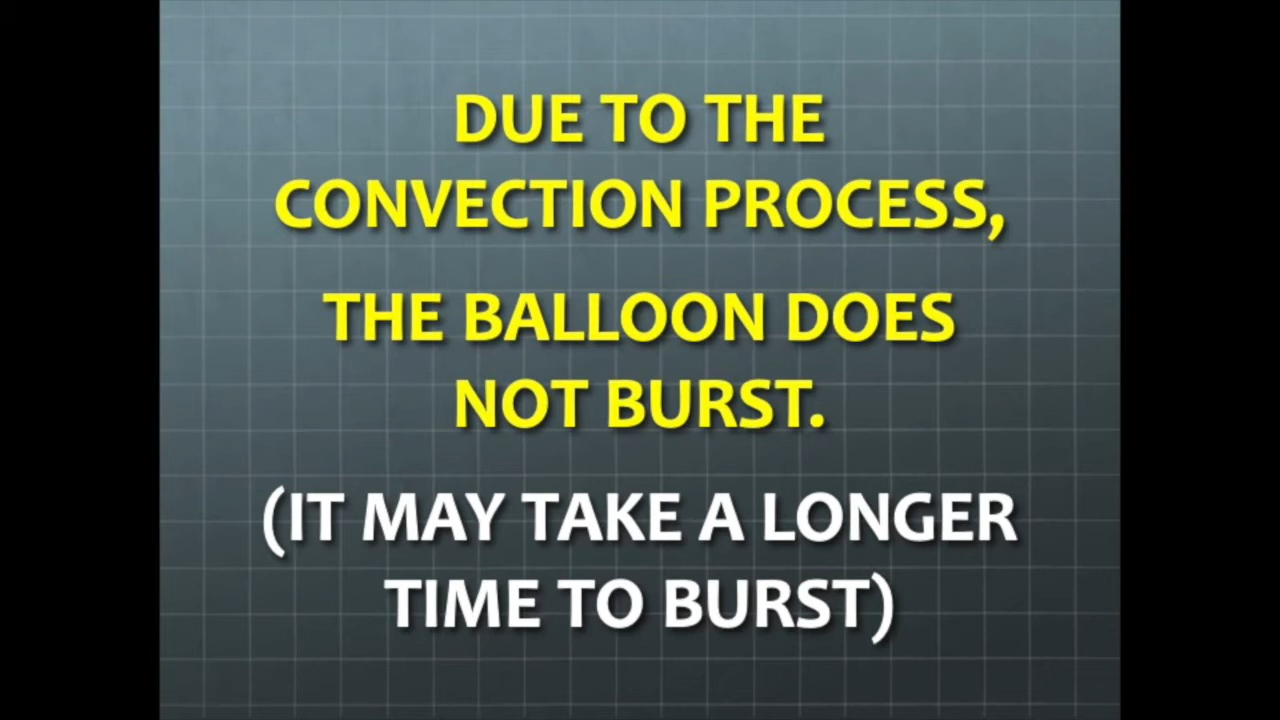 DUE TO THE
CONVECTION PROCESS,
THE BALLOON DOES
NOT BURST.
(IT MAY TAKE A LONGER
TIME TO BURST)